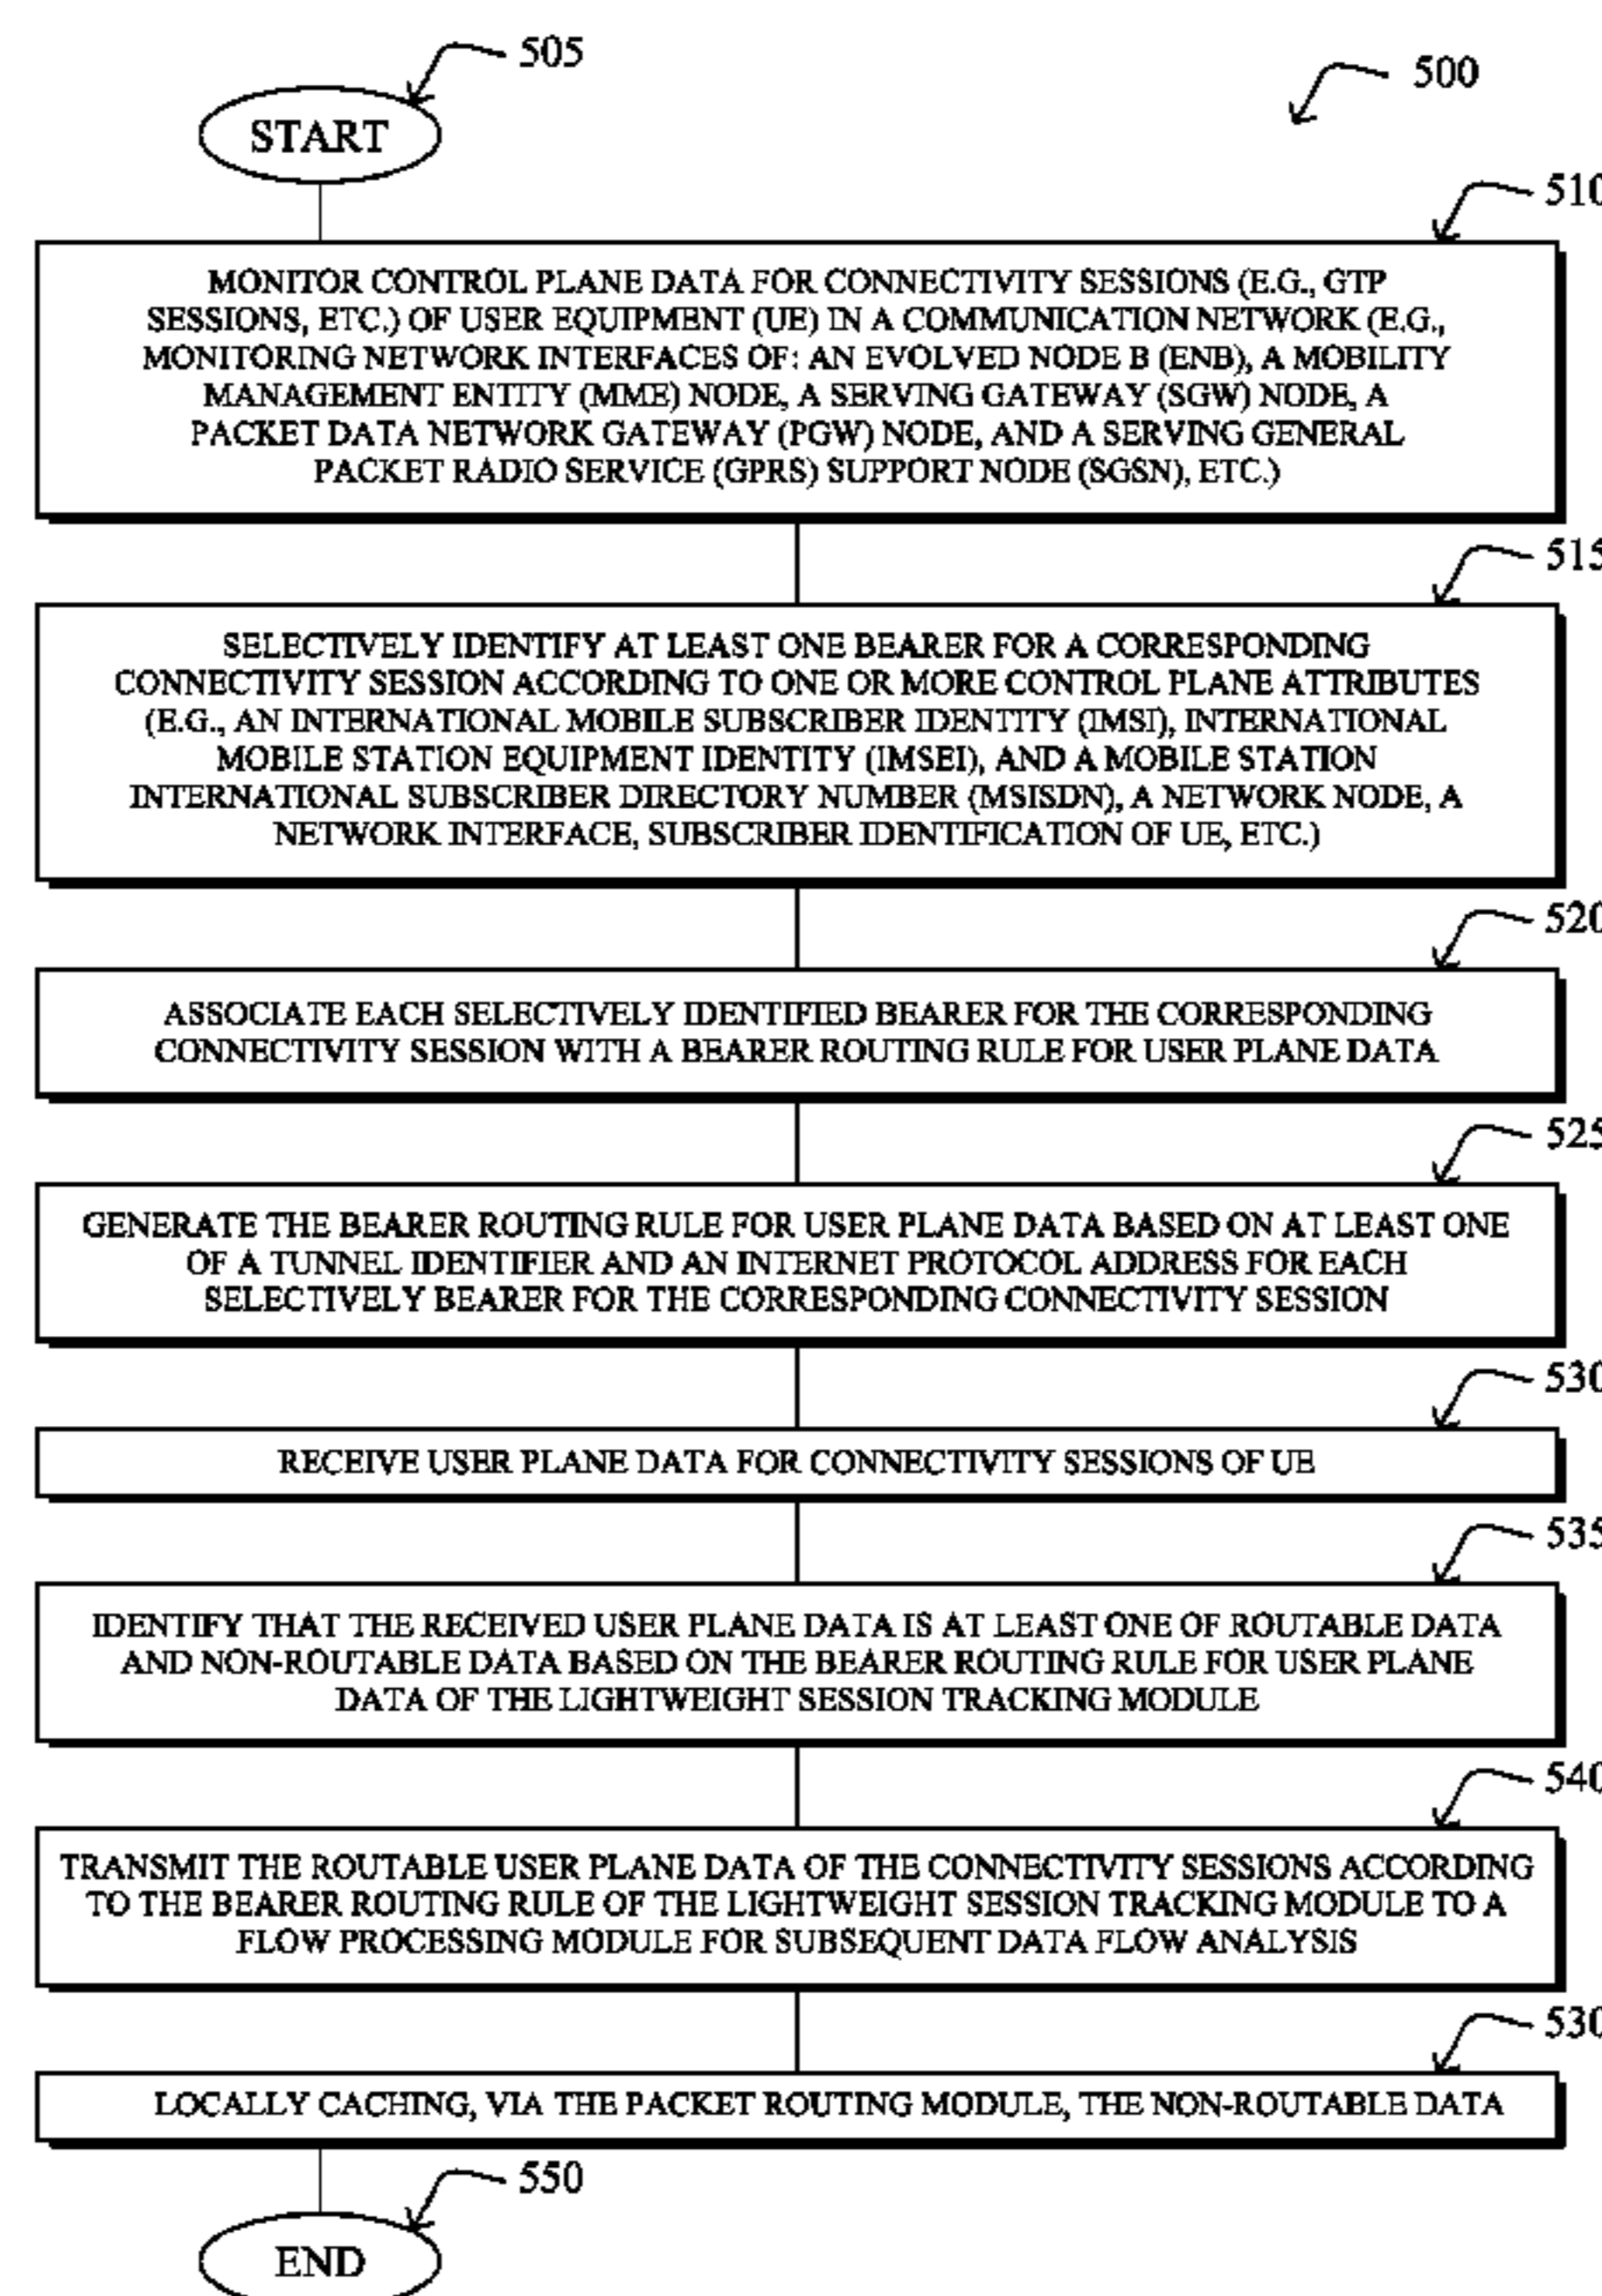 505
500
START
510
MONITOR CONTROL PLANE DATA FOR CONNECTIVITY SESSIONS (E.G., GTP
SESSIONS, ETC.) OF USER EQUIPMENT (UE) IN A COMMUNICATION NETWORK (E.G.,
MONITORING NETWORK INTERFACES OF: AN EVOLVED NODE B (ENB), A MOBILITY
MANAGEMENT ENTITY (MME) NODE, A SERVING GATEWAY (SGW) NODE, A
PACKET DATA NETWORK GATEWAY (PGW) NODE, AND A SERVING GENERAL
PACKET RADIO SERVICE (GPRS) SUPPORT NODE (SGSN), ETC.)
515
SELECTIVELY IDENTIFY AT LEAST ONE BEARER FOR A CORRESPONDING
CONNECTIVITY SESSION ACCORDING TO ONE OR MORE CONTROL PLANE ATTRIBUTES
(E.G., AN INTERNATIONAL MOBILE SUBSCRIBER IDENTITY (IMSI), INTERNATIONAL
MOBILE STATION EQUIPMENT IDENTITY (IMSEI), AND A MOBILE STATION
INTERNATIONAL SUBSCRIBER DIRECTORY NUMBER (MSISDN), A NETWORK NODE, A
NETWORK INTERFACE, SUBSCRIBER IDENTIFICATION OF UE, ETC.)
520
ASSOCIATE EACH SELECTIVELY IDENTIFIED BEARER FOR THE CORRESPONDING
CONNECTIVITY SESSION WITH A BEARER ROUTING RULE FOR USER PLANE DATA
525
GENERATE THE BEARER ROUTING RULE FOR USER PLANE DATA BASED ON AT LEAST ONE
OF A TUNNEL IDENTIFIER AND AN INTERNET PROTOCOL ADDRESS FOR EACH
SELECTIVELY BEARER FOR THE CORRESPONDING CONNECTIVITY SESSION
530
RECEIVE USER PLANE DATA FOR CONNECTIVITY SESSIONS OF UE
535
IDENTIFY THAT THE RECEIVED USER PLANE DATA IS AT LEAST ONE OF ROUTABLE DATA
AND NON-ROUTABLE DATA BASED ON THE BEARER ROUTING RULE FOR USER PLANE
DATA OF THE LIGHTWEIGHT SESSION TRACKING MODULE
540
TRANSMIT THE ROUTABLE USER PLANE DATA OF THE CONNECTIVITY SESSIONS ACCORDING
TO THE BEARER ROUTING RULE OF THE LIGHTWEIGHT SESSION TRACKING MODULE TO A
FLOW PROCESSING MODULE FOR SUBSEQUENT DATA FLOW ANALYSIS
530
LOCALLY CACHING, VIA THE PACKET ROUTING MODULE, THE NON-ROUTABLE DATA
550
END